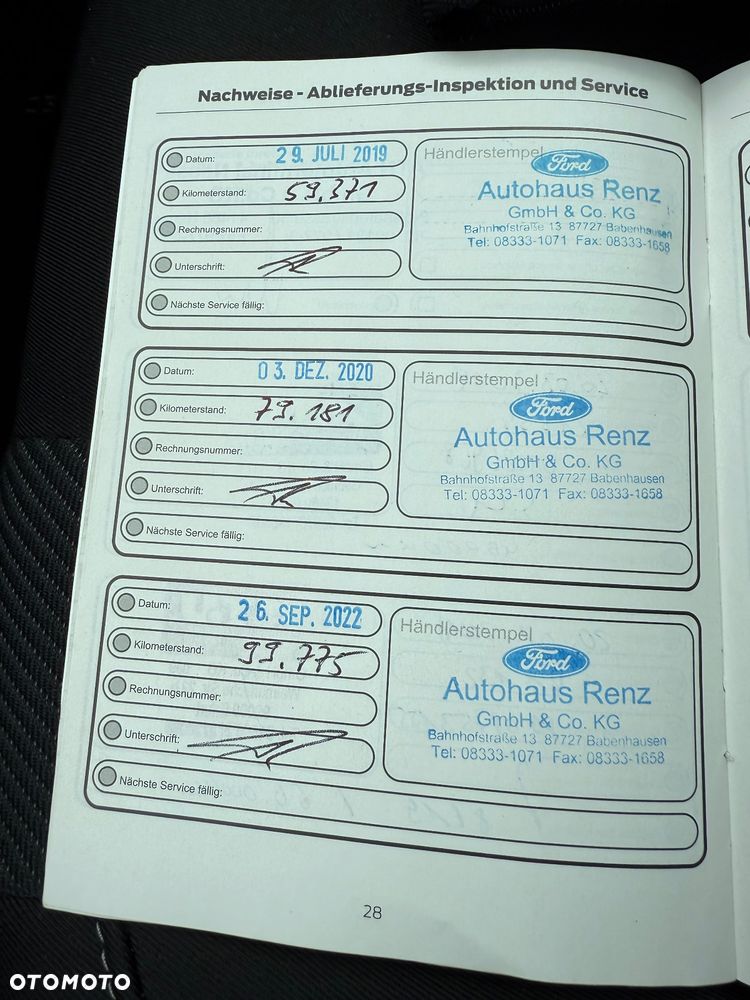 Nachweise - Ablieferungs-Inspektion und Service
Datum: 29. JULI 2019
Kilometerstand: 59.371
Rechnungsnummer:
Unterschrift:
Nächste Service fällig:
Händlerstempel
Ford
Autohaus Renz
GmbH & Co. KG
Bahnhofstraße 13 87727 Babenhausen
Tel: 08333-1071 Fax: 08333-1658
Datum: 03. DEZ. 2020
Kilometerstand: 79.181
Rechnungsnummer:
Unterschrift:
Nächste Service fällig:
Händlerstempel
Ford
Autohaus Renz
GmbH & Co. KG
Bahnhofstraße 13 87727 Babenhausen
Tel: 08333-1071 Fax: 08333-1658
Datum: 26. SEP. 2022
Kilometerstand: 99.775
Rechnungsnummer:
Unterschrift:
Nächste Service fällig:
Händlerstempel
Ford
Autohaus Renz
GmbH & Co. KG
Bahnhofstraße 13 87727 Babenhausen
Tel: 08333-1071 Fax: 08333-1658
28
OTOMOTO